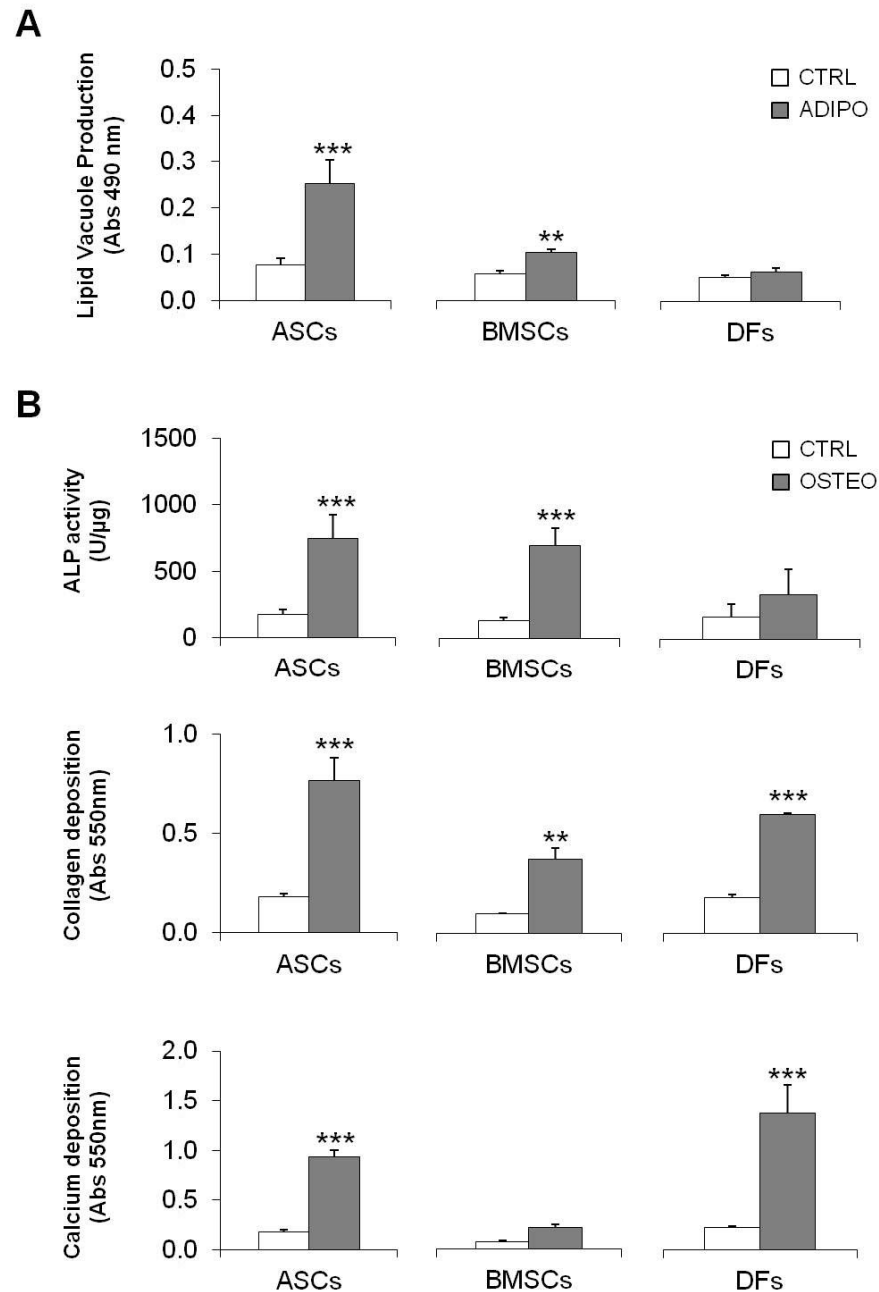 A
Lipid Vacuole Production
(Abs 490 nm)
0.5
0.4
0.3
0.2
0.1
0.0
CTRL
ADIPO
***
**
ASCs BMSCs DFs
B
ALP activity
(U/µg)
1500
1000
500
0
CTRL
OSTEO
*** ***
ASCs BMSCs DFs
Collagen deposition
(Abs 550nm)
1.0
0.5
0.0
*** ** ***
ASCs BMSCs DFs
Calcium deposition
(Abs 550nm)
2.0
1.5
1.0
0.5
0.0
*** ***
ASCs BMSCs DFs